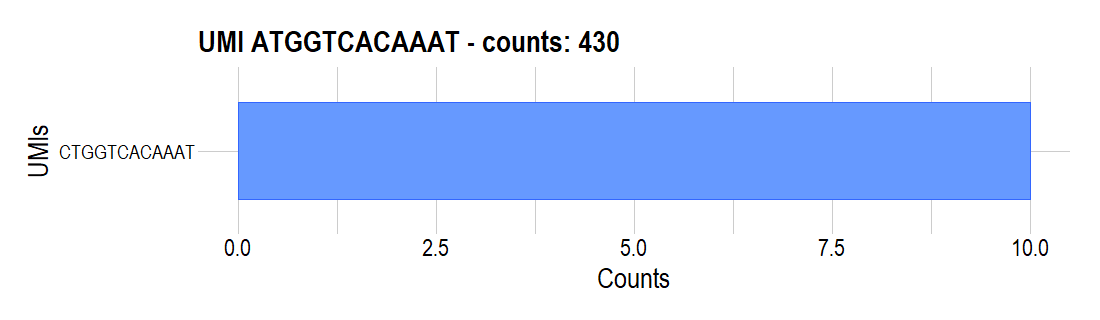 UMI ATGGTCACAAAT - counts: 430
UMIs
CTGGTCACAAAT
0.0 2.5 5.0 7.5 10.0
Counts